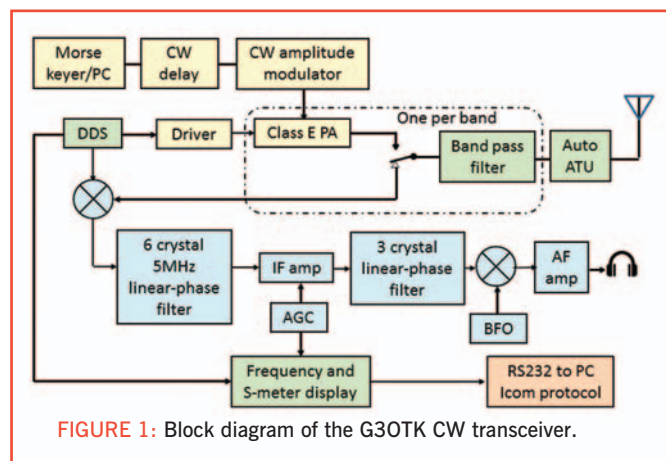 Morse
keyer/PC
CW
delay
CW amplitude
modulator
One per band
DDS
Driver
Class E PA
Band pass
filter
Auto
ATU
6 crystal
5MHz
linear-phase
filter
IF amp
3 crystal
linear-phase
filter
AF
amp
AGC
BFO
Frequency and
S-meter display
RS232 to PC
Icom protocol
FIGURE 1: Block diagram of the G3OTK CW transceiver.